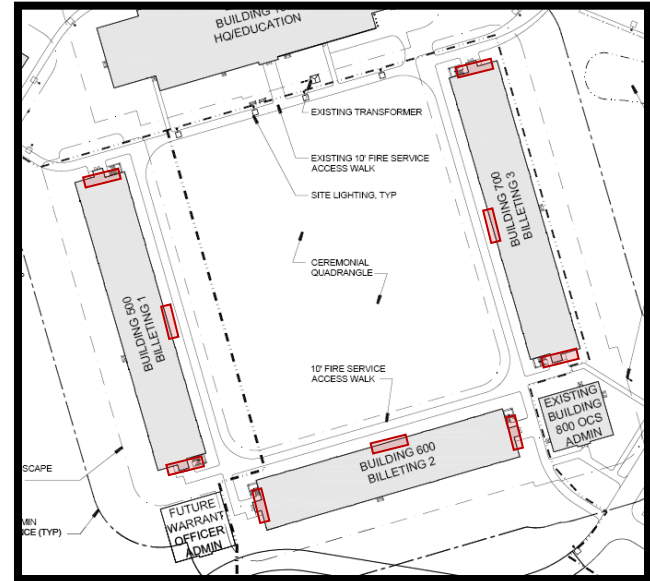 BUILDING
HQ/EDUCATION
EXISTING TRANSFORMER
EXISTING 10' FIRE SERVICE
ACCESS WALK
SITE LIGHTING, TYP
BUILDING 700
BILLETING 3
CEREMONIAL
QUADRANGLE
BUILDING 500
BILLETING 1
10' FIRE SERVICE
ACCESS WALK
EXISTING
BUILDING
800 OCS
ADMIN
BUILDING 600
BILLETING 2
SCAPE
FUTURE
WARRANT
OFFICER
ADMIN
MIN
CE (TYP)